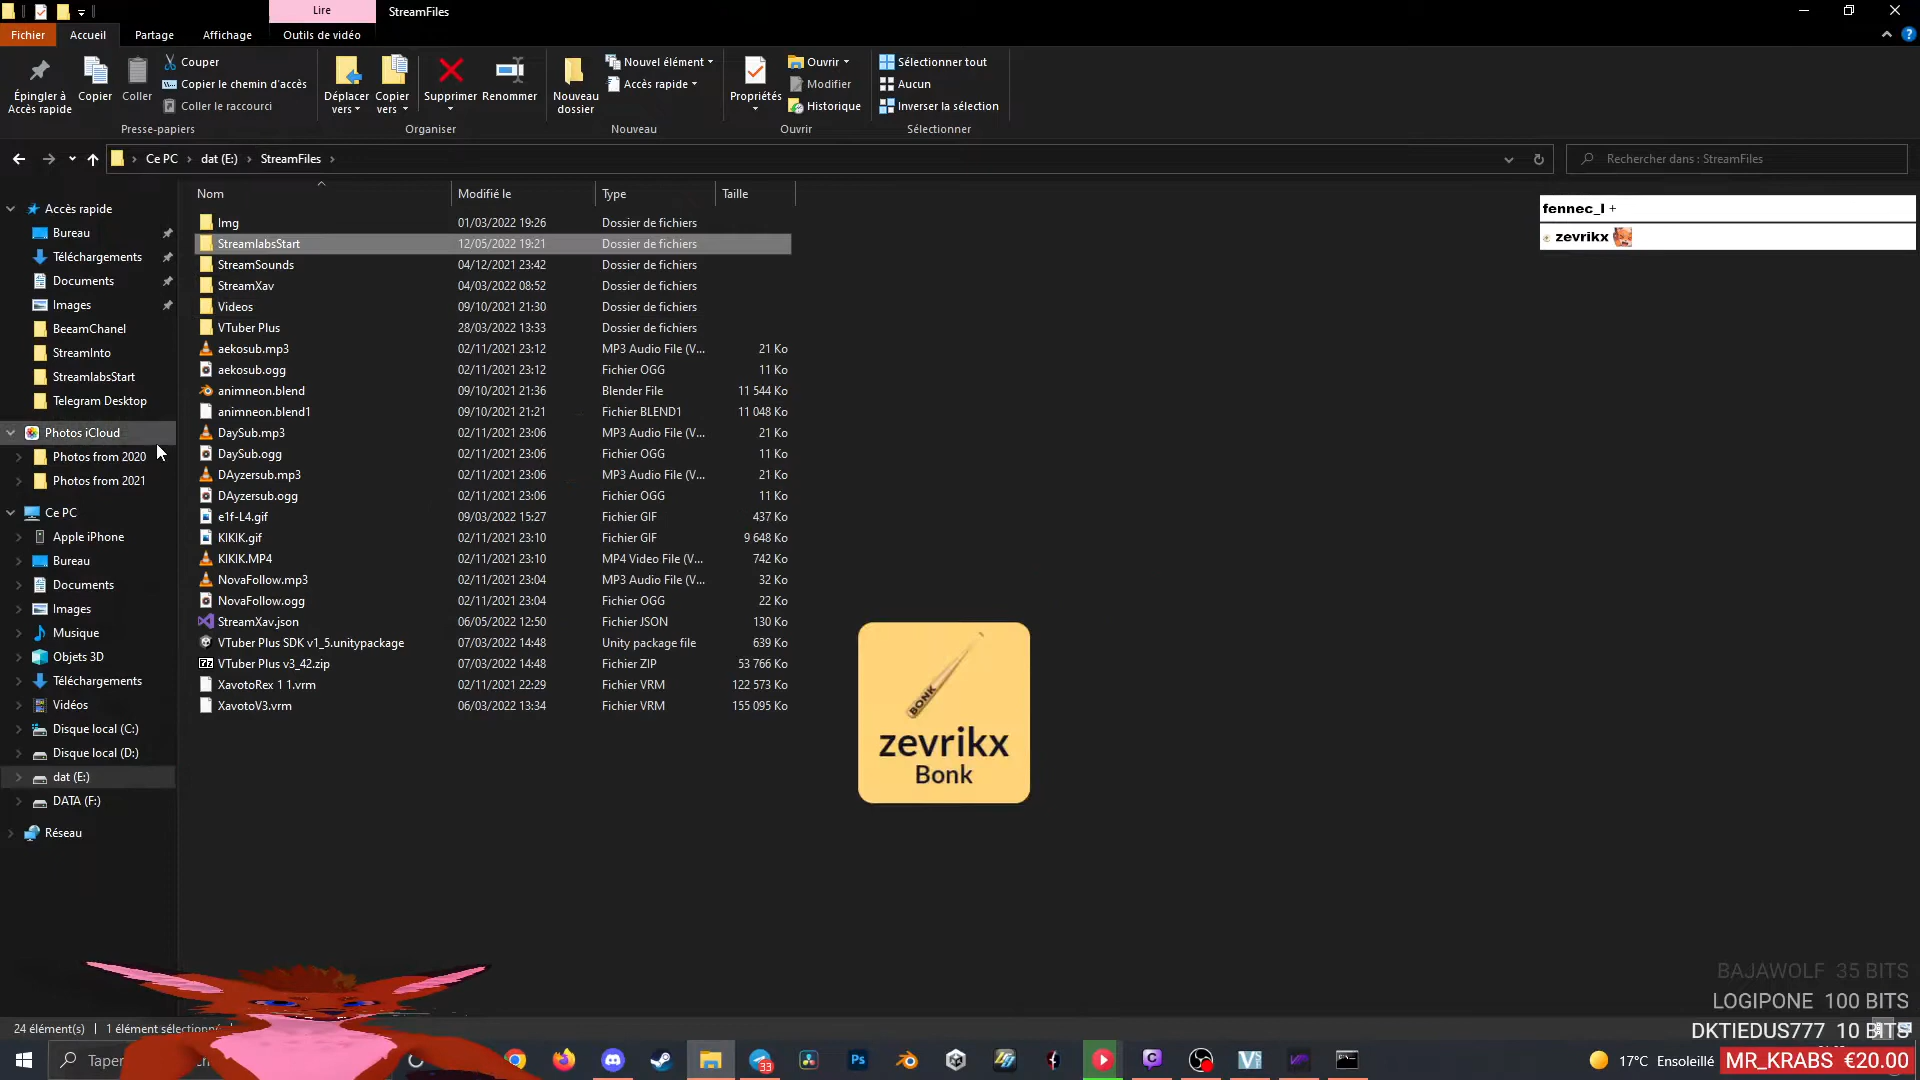 Lire
StreamFiles
Fichier
Accueil
Partage
Affichage
Outils de vidéo
Épingler à
Accès rapide
Copier
Coller
Couper
Copier le chemin d'accès
Coller le raccourci
Presse-papiers
Déplacer
vers
Copier
vers
Supprimer
Renommer
Organiser
Nouveau
dossier
Nouvel élément
Accès rapide
Nouveau
Propriétés
Ouvrir
Modifier
Historique
Ouvrir
Sélectionner tout
Aucun
Inverser la sélection
Sélectionner
Ce PC > dat (E:) > StreamFiles >
Rechercher dans : StreamFiles
Accès rapide
Bureau
Téléchargements
Documents
Images
BeeamChanel
StreamInto
StreamlabsStart
Telegram Desktop
Photos iCloud
Photos from 2020
Photos from 2021
Ce PC
Apple iPhone
Bureau
Documents
Images
Musique
Objets 3D
Téléchargements
Vidéos
Disque local (C:)
Disque local (D:)
dat (E:)
DATA (F:)
Réseau
Nom Modifié le Type Taille
Img 01/03/2022 19:26 Dossier de fichiers
StreamlabsStart 12/05/2022 19:21 Dossier de fichiers
StreamSounds 04/12/2021 23:42 Dossier de fichiers
StreamXav 04/03/2022 08:52 Dossier de fichiers
Videos 09/10/2021 21:30 Dossier de fichiers
VTuber Plus 28/03/2022 13:33 Dossier de fichiers
aekosub.mp3 02/11/2021 23:12 MP3 Audio File (V... 21 Ko
aekosub.ogg 02/11/2021 23:12 Fichier OGG 11 Ko
animneon.blend 09/10/2021 21:36 Blender File 11 544 Ko
animneon.blend1 09/10/2021 21:21 Fichier BLEND1 11 048 Ko
DaySub.mp3 02/11/2021 23:06 MP3 Audio File (V... 21 Ko
DaySub.ogg 02/11/2021 23:06 Fichier OGG 11 Ko
DAyzersub.mp3 02/11/2021 23:06 MP3 Audio File (V... 21 Ko
DAyzersub.ogg 02/11/2021 23:06 Fichier OGG 11 Ko
e1f-L4.gif 09/03/2022 15:27 Fichier GIF 437 Ko
KIKIK.gif 02/11/2021 23:10 Fichier GIF 9 648 Ko
KIKIK.MP4 02/11/2021 23:10 MP4 Video File (V... 742 Ko
NovaFollow.mp3 02/11/2021 23:04 MP3 Audio File (V... 32 Ko
NovaFollow.ogg 02/11/2021 23:04 Fichier OGG 22 Ko
StreamXav.json 06/05/2022 12:50 Fichier JSON 130 Ko
VTuber Plus SDK v1_5.unitypackage 07/03/2022 14:48 Unity package file 639 Ko
VTuber Plus v3_42.zip 07/03/2022 14:48 Fichier ZIP 53 766 Ko
XavotoRex 1 1.vrm 02/11/2021 22:29 Fichier VRM 122 573 Ko
XavotoV3.vrm 06/03/2022 13:34 Fichier VRM 155 095 Ko
fennec_l +
zevrikx
BONK
zevrikx
Bonk
BAJAWOLF 35 BITS
LOGIPONE 100 BITS
DKTIEDUS777 10 BITS
MR_KRABS €20.00
24 élément(s)
1 élément sélectionné
Taper
33
Ps
17°C Ensoleillé